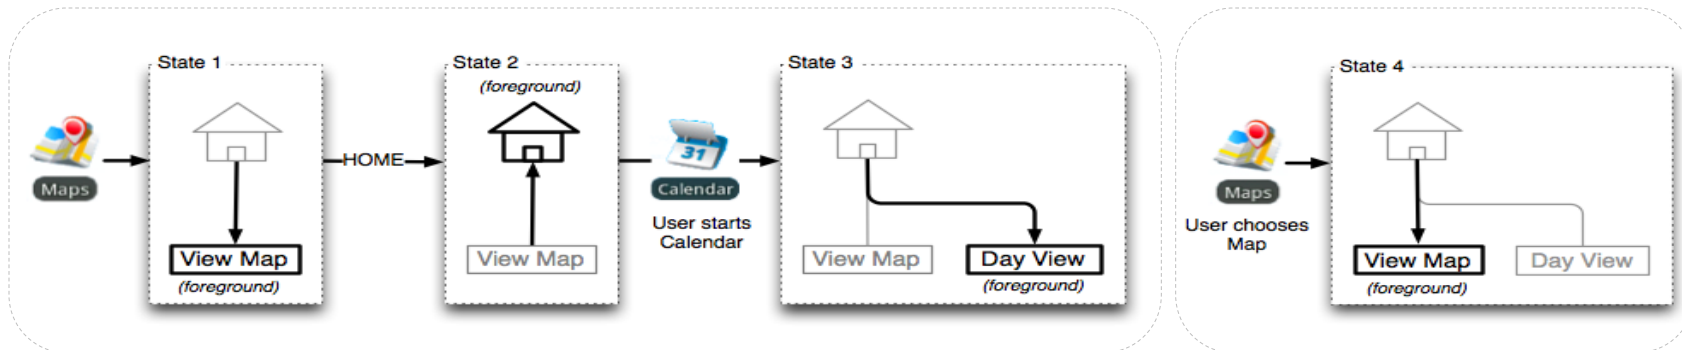 State 1
State 2
State 3
State 4
(foreground)
31
HOME
Maps
Calendar
Maps
User starts
Calendar
User chooses
Map
View Map
(foreground)
View Map
View Map
Day View
(foreground)
View Map
(foreground)
Day View